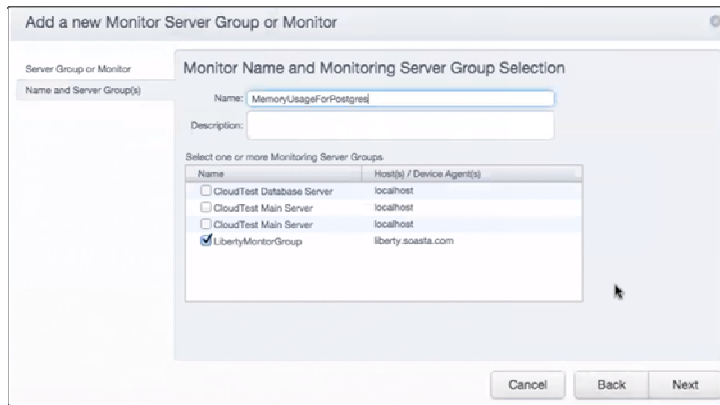 Add a new Monitor Server Group or Monitor
Server Group or Monitor
Name and Server Group(s)
Monitor Name and Monitoring Server Group Selection
Name: MemoryUsageForPostgres
Description:
Select one or more Monitoring Server Groups
Name Host(s) / Device Agent(s)
CloudTest Database Server localhost
CloudTest Main Server localhost
CloudTest Main Server localhost
LibertyMontorGroup liberty.soasta.com
Cancel Back Next